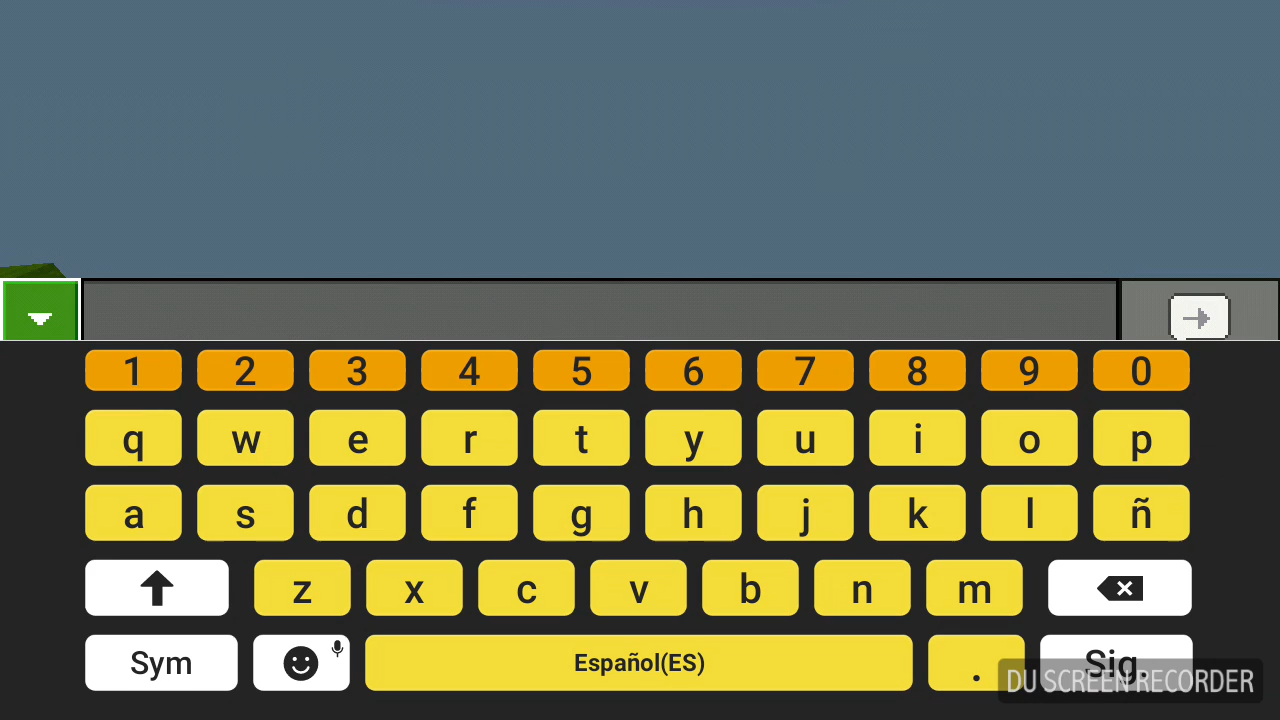 1 2 3 4 5 6 7 8 9 0
q w e r t y u i o p
a s d f g h j k l ñ
z x c v b n m
Sym Español(ES) . Sig.
DU SCREEN RECORDER